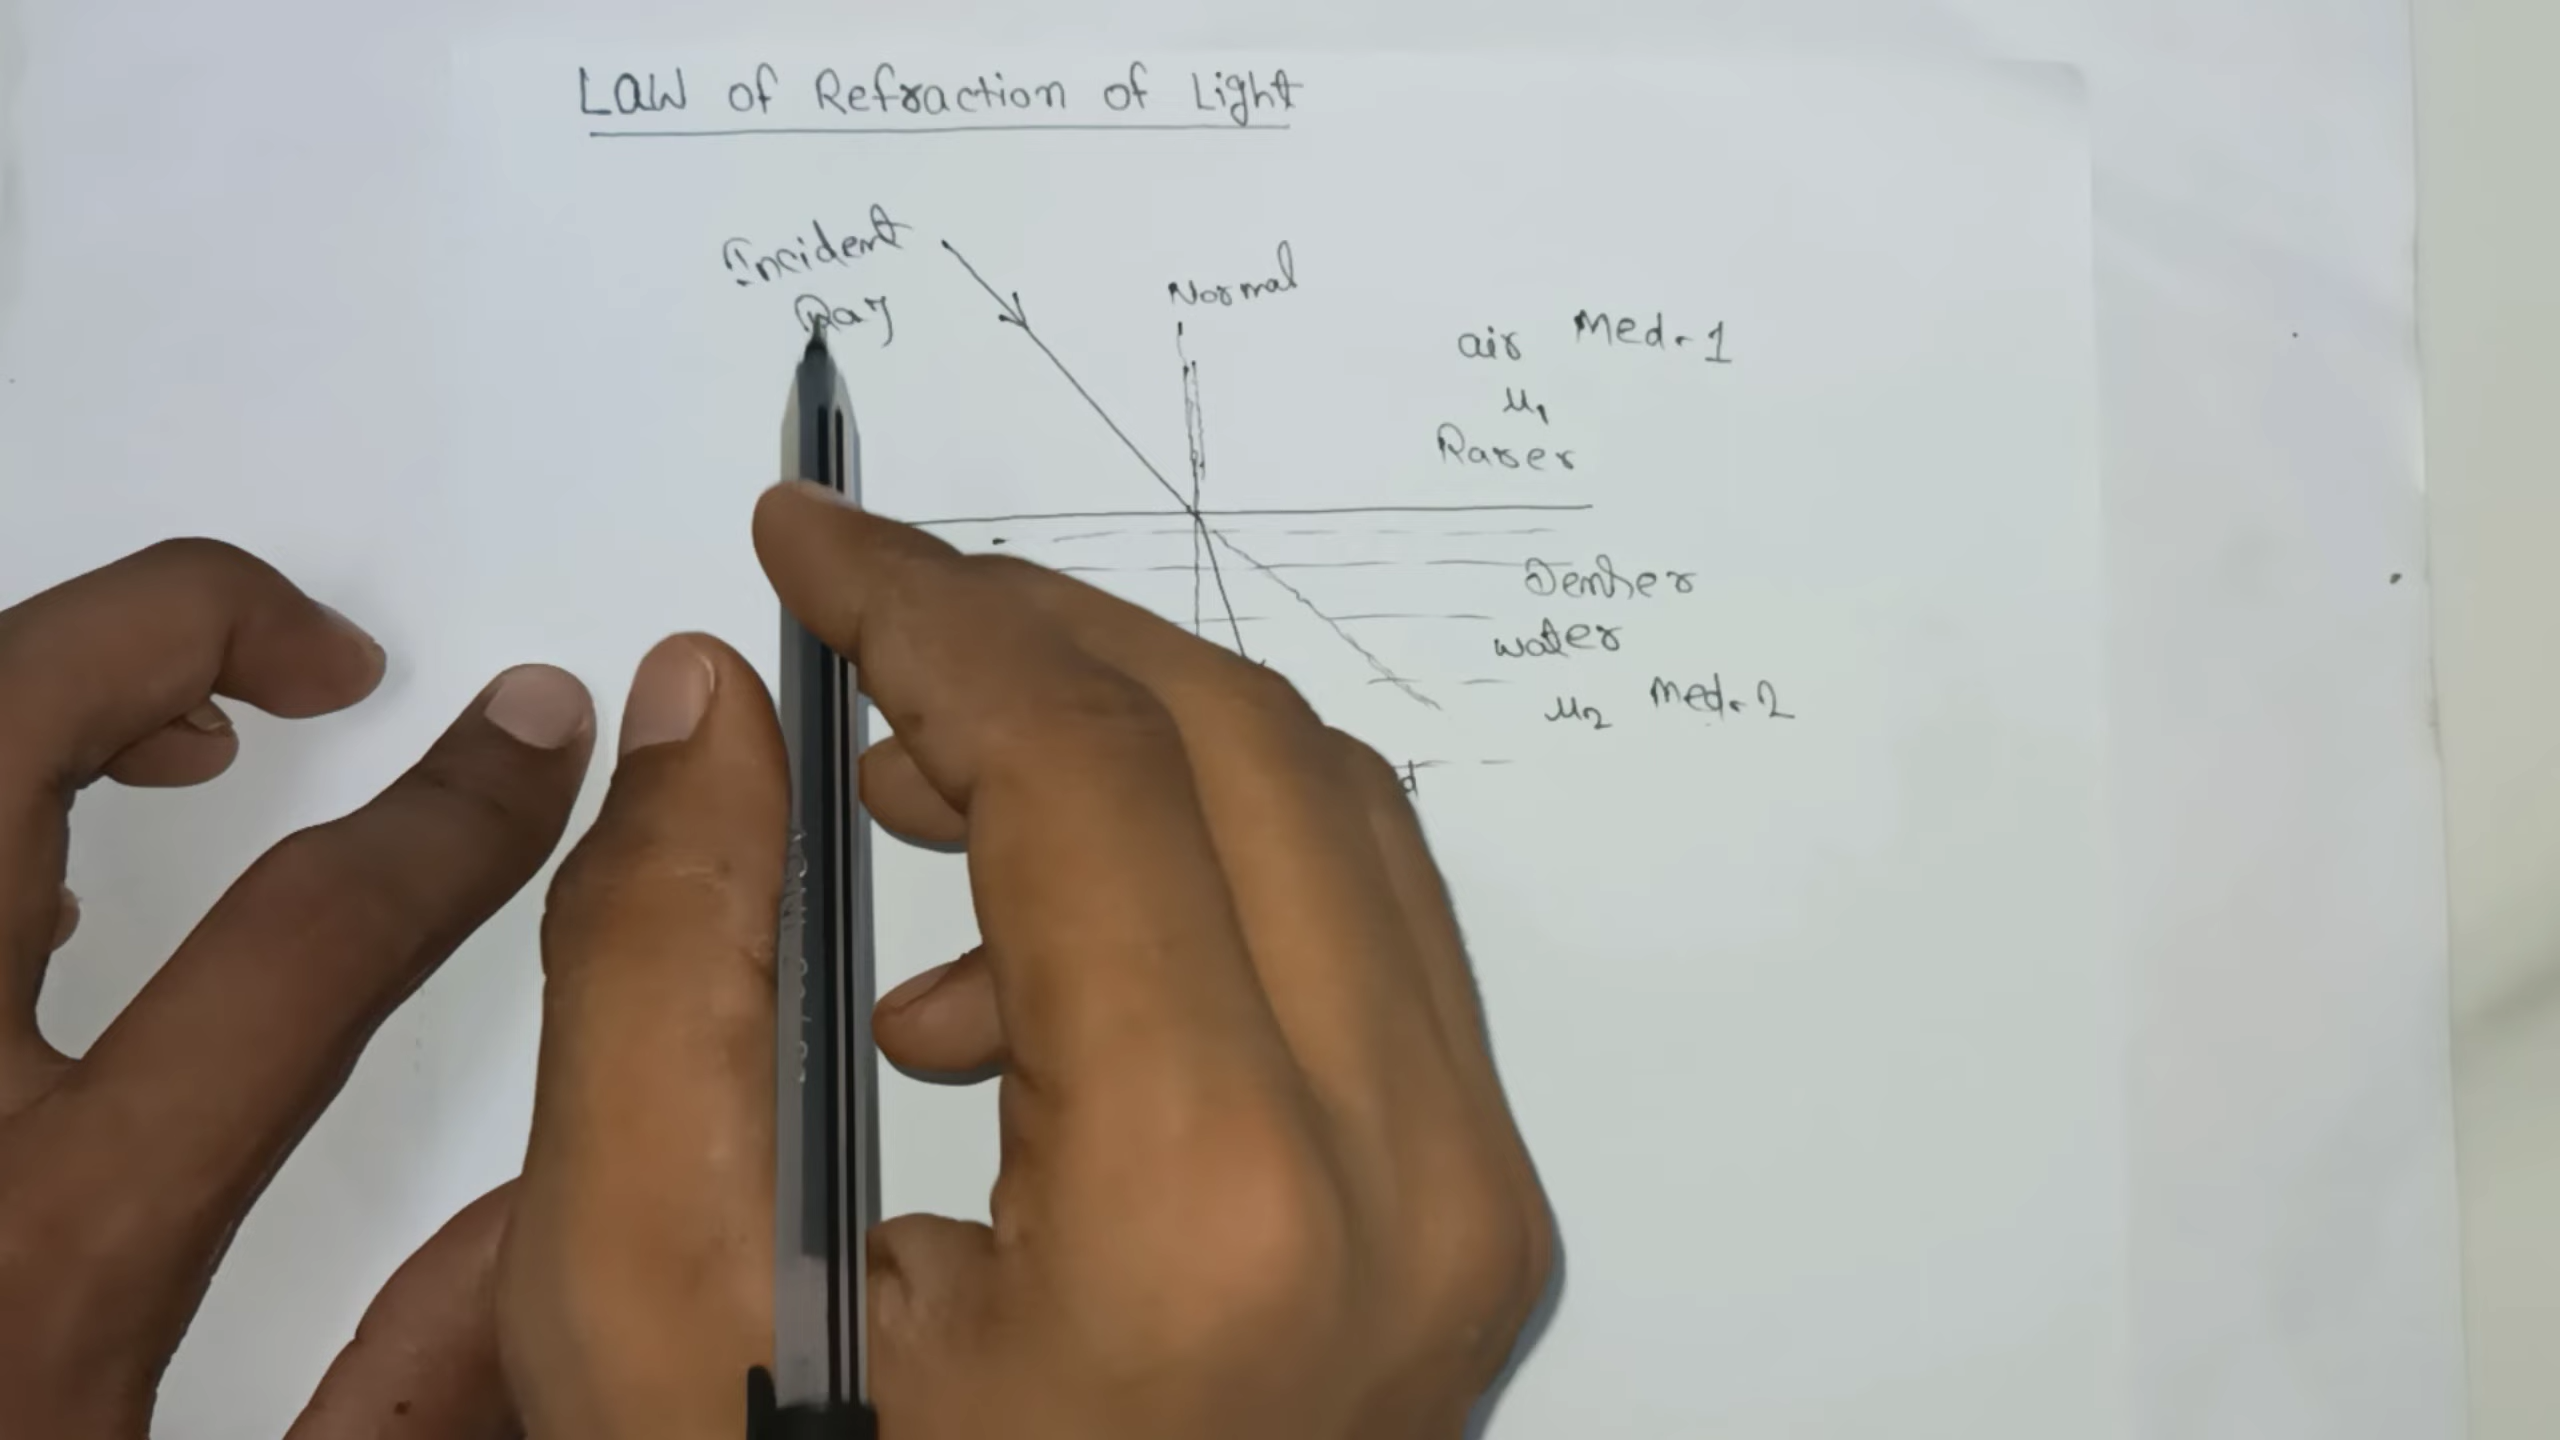 Law of Refraction of Light
Incident
Ray
Normal
air Med. 1
μ1
Rarer
Denser
water
μ2 Med. 2
d